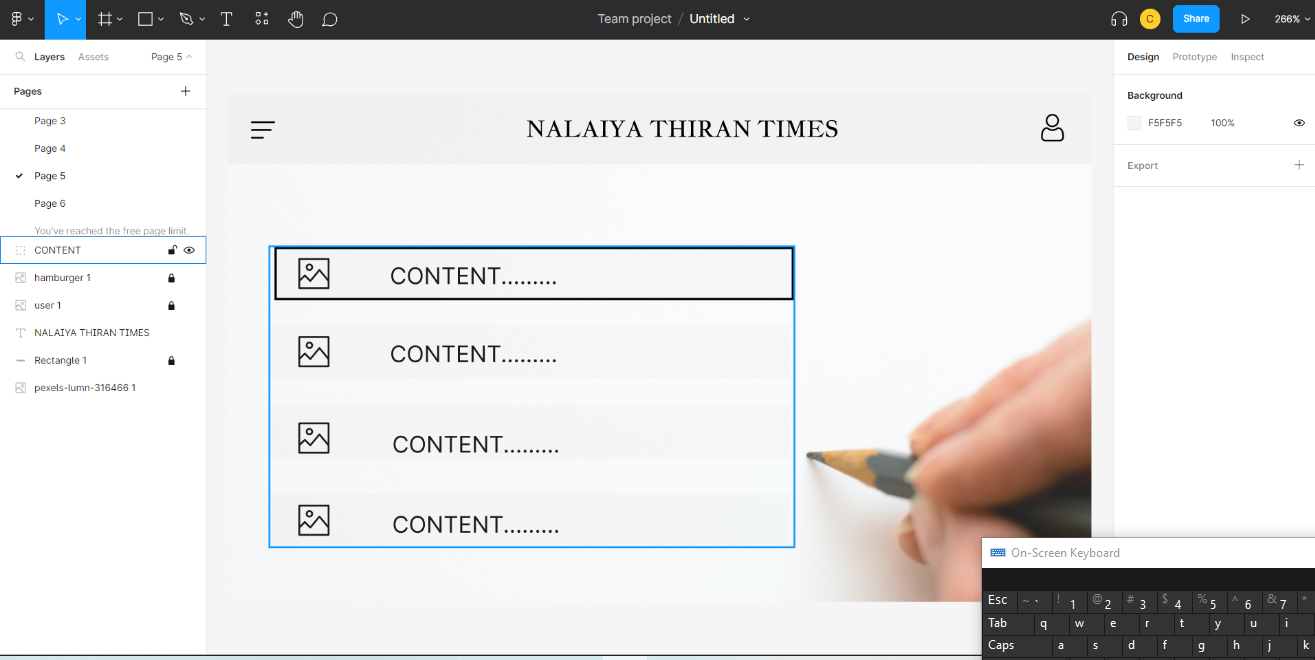 Team project / Untitled
C
Share
266%
Layers Assets Page 5
Pages
Page 3
Page 4
Page 5
Page 6
You've reached the free page limit.
CONTENT
hamburger 1
user 1
NALAIYA THIRAN TIMES
Rectangle 1
pexels-lumn-316466 1
NALAIYA THIRAN TIMES
CONTENT.........
CONTENT.........
CONTENT.........
CONTENT.........
Design Prototype Inspect
Background
F5F5F5 100%
Export
On-Screen Keyboard
Esc ~ ` ! 1 @ 2 # 3 $ 4 % 5 ^ 6 & 7 *
Tab q w e r t y u i
Caps a s d f g h j k